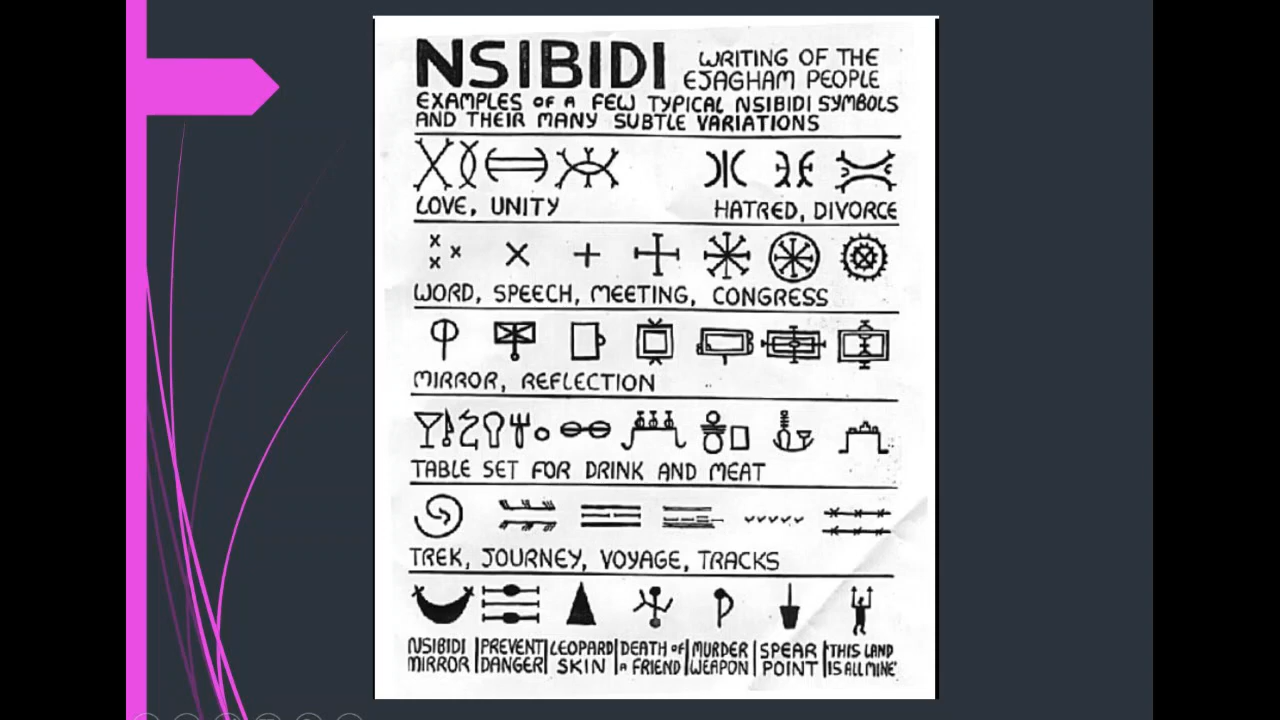 NSIBIDI WRITING OF THE
EJAGHAM PEOPLE
EXAMPLES OF A FEW TYPICAL NSIBIDI SYMBOLS
AND THEIR MANY SUBTLE VARIATIONS
LOVE, UNITY HATRED, DIVORCE
WORD, SPEECH, MEETING, CONGRESS
MIRROR, REFLECTION
TABLE SET FOR DRINK AND MEAT
TREK, JOURNEY, VOYAGE, TRACKS
NSIBIDI MIRROR
PREVENT DANGER
LEOPARD SKIN
DEATH OF A FRIEND
MURDER WEAPON
SPEAR POINT
'THIS LAND IS ALL MINE'